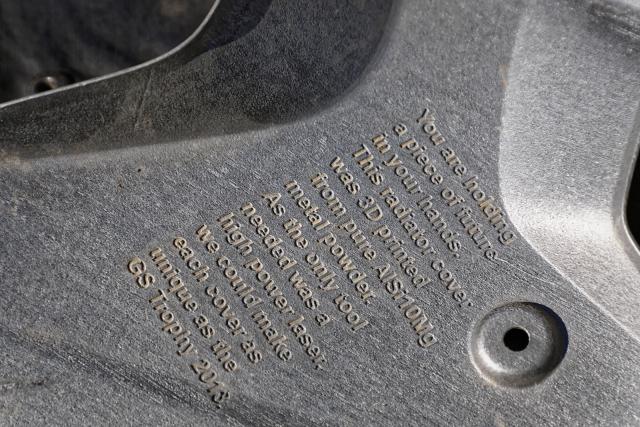 You are holding
a piece of future
in your hands.
This radiator cover
was 3D printed
from pure AlSi10Mg
metal powder.
As the only tool
needed was a
high power laser.
we could make
each cover as
unique as the
GS Trophy 2013.